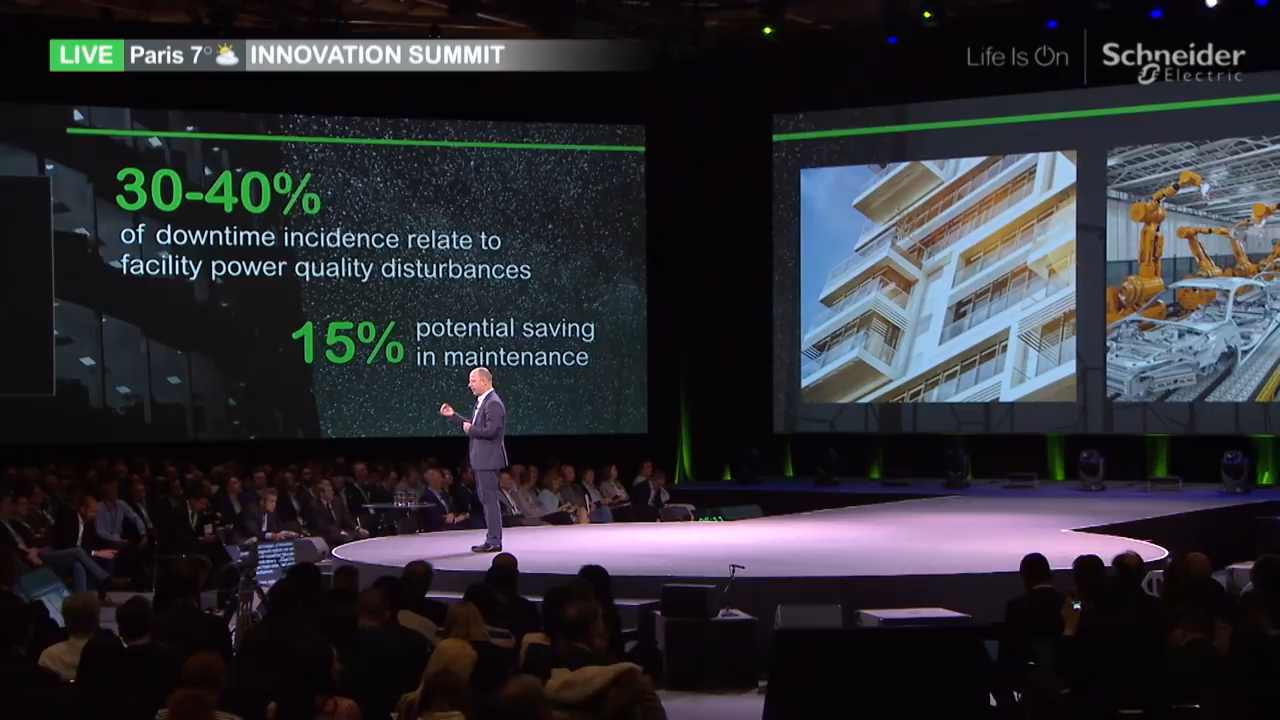 LIVE Paris 7° INNOVATION SUMMIT
Life Is On Schneider Electric
30-40%
of downtime incidence relate to
facility power quality disturbances
15% potential saving
in maintenance